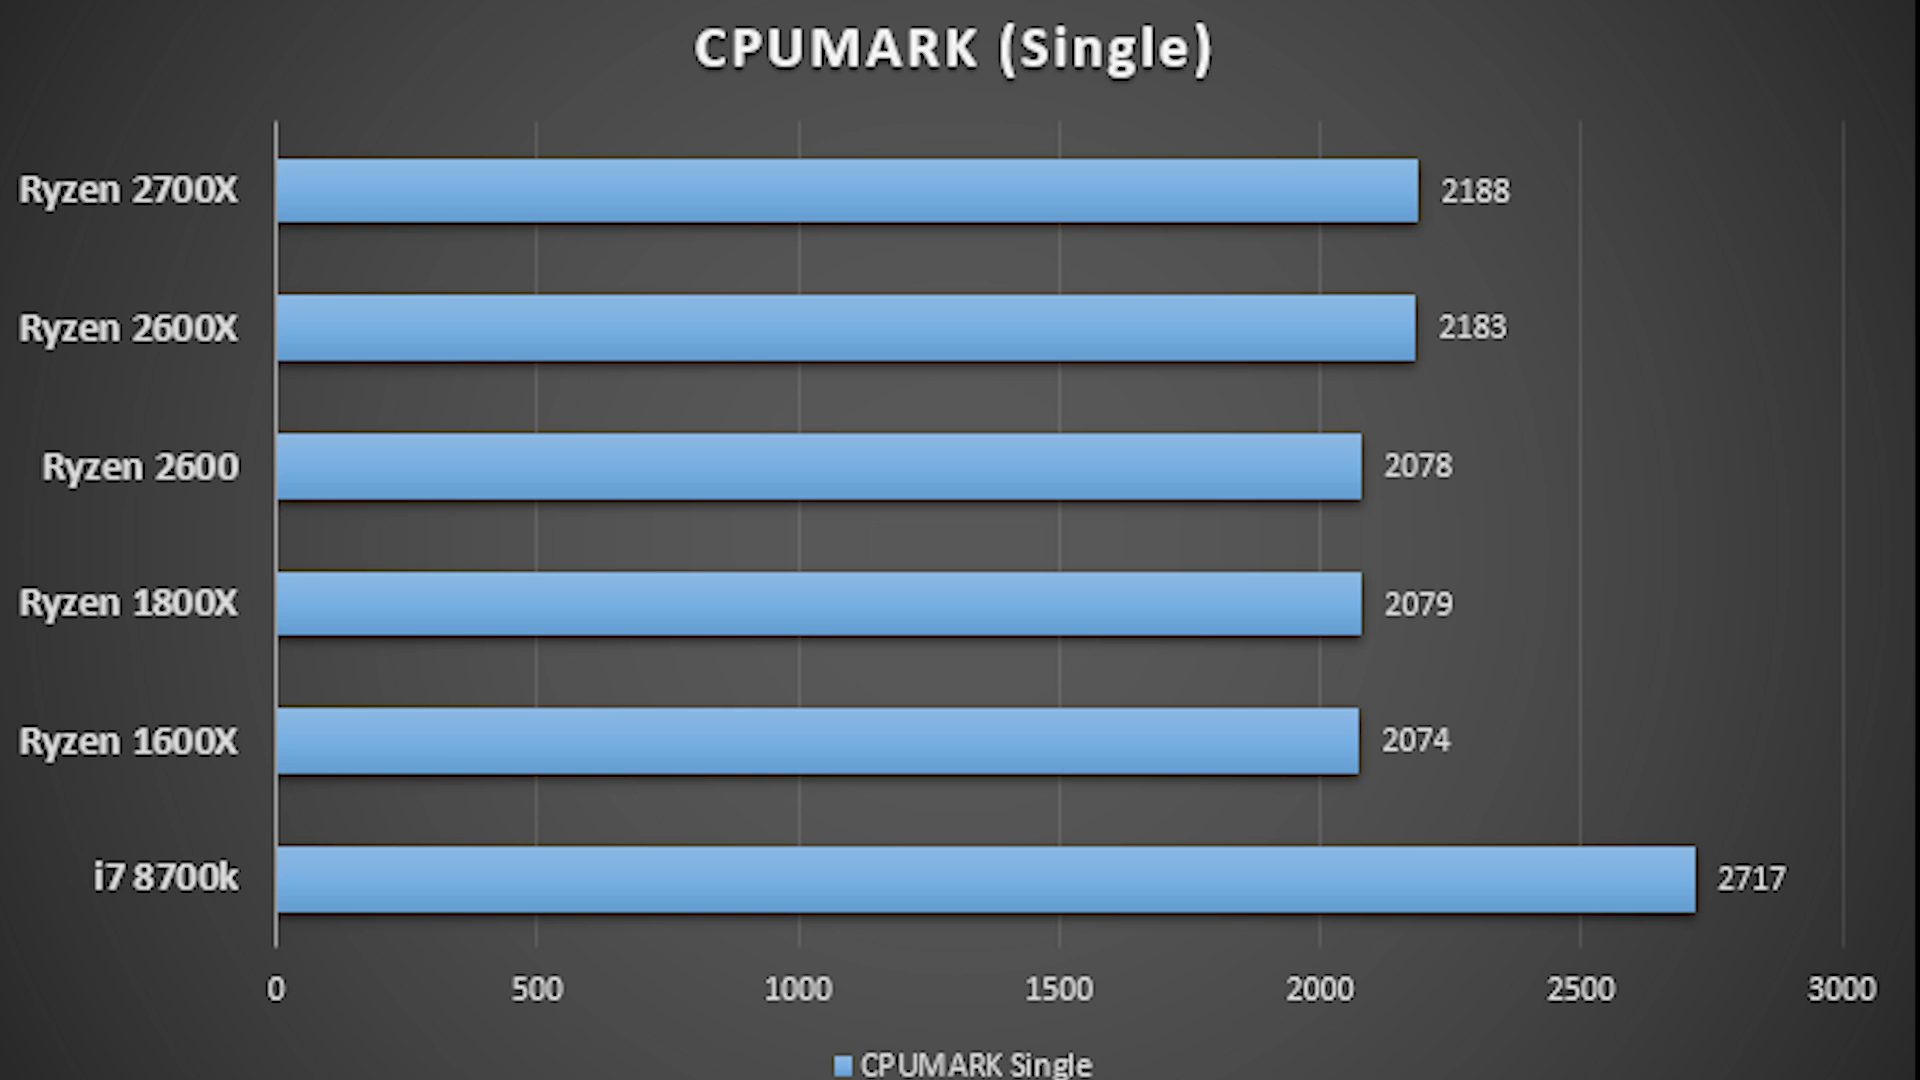 CPUMARK (Single)
Ryzen 2700X 2188
Ryzen 2600X 2183
Ryzen 2600 2078
Ryzen 1800X 2079
Ryzen 1600X 2074
i7 8700k 2717
0 500 1000 1500 2000 2500 3000
CPUMARK Single